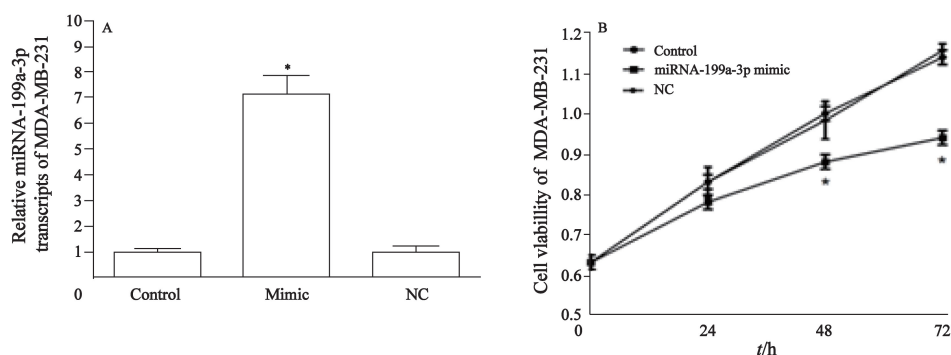 A
Relative miRNA-199a-3p
transcripts of MDA-MB-231
10
8
9
7
6
5
4
3
2
1
0
*
Control
Mimic
NC
B
Cell vlabillity of MDA-MB-231
1.2
1.1
1.0
0.9
0.8
0.7
0.6
0.5
0
Control
miRNA-199a-3p mimic
NC
*
*
24
48
72
t/h